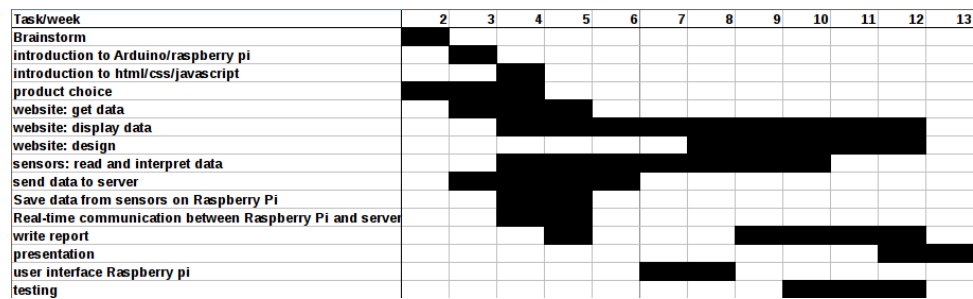 Task/week 2 3 4 5 6 7 8 9 10 11 12 13
Brainstorm
introduction to Arduino/raspberry pi
introduction to html/css/javascript
product choice
website: get data
website: display data
website: design
sensors: read and interpret data
send data to server
Save data from sensors on Raspberry Pi
Real-time communication between Raspberry Pi and server
write report
presentation
user interface Raspberry pi
testing